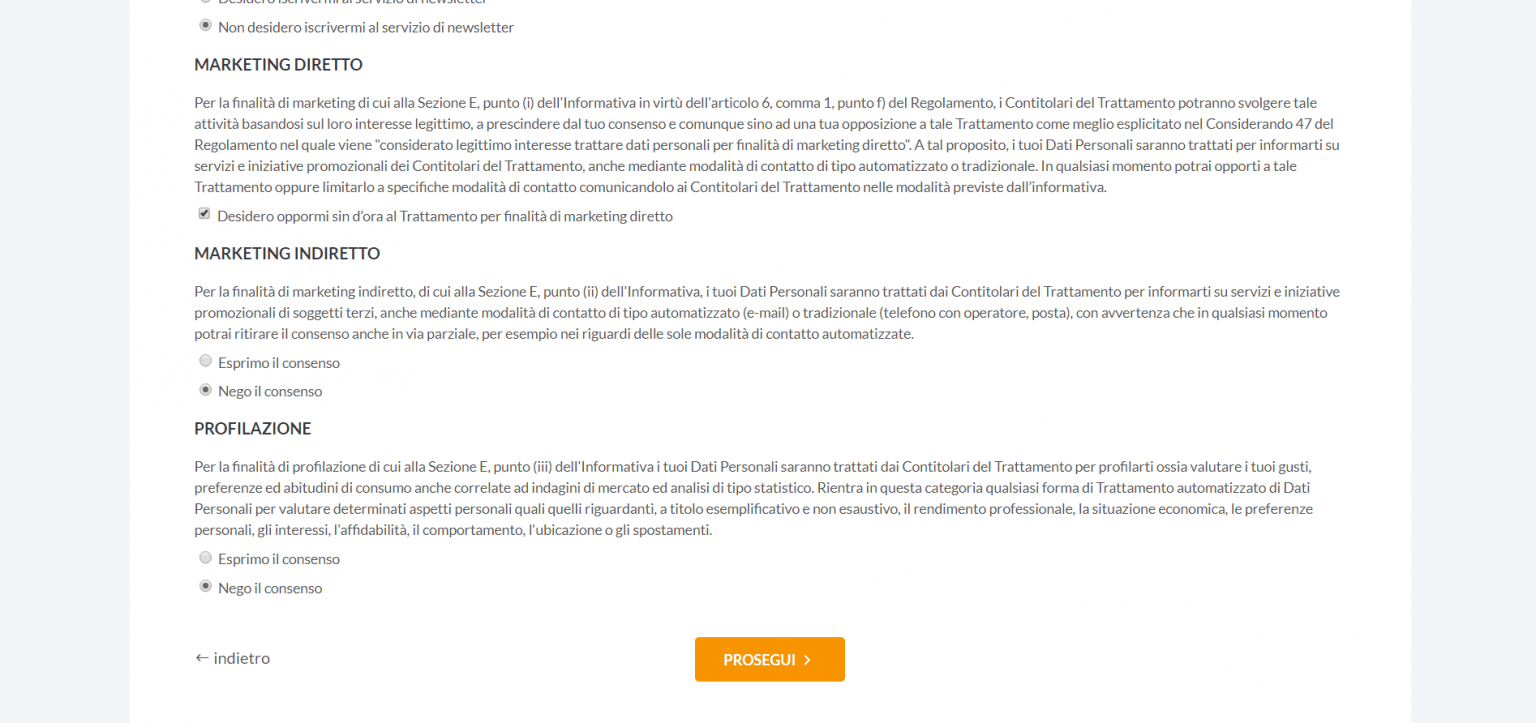 Desidero iscrivermi al servizio di newsletter
Non desidero iscrivermi al servizio di newsletter
MARKETING DIRETTO
Per la finalità di marketing di cui alla Sezione E, punto (i) dell'Informativa in virtù dell'articolo 6, comma 1, punto f) del Regolamento, i Contitolari del Trattamento potranno svolgere tale
attività basandosi sul loro interesse legittimo, a prescindere dal tuo consenso e comunque sino ad una tua opposizione a tale Trattamento come meglio esplicitato nel Considerando 47 del
Regolamento nel quale viene "considerato legittimo interesse trattare dati personali per finalità di marketing diretto". A tal proposito, i tuoi Dati Personali saranno trattati per informarti su
servizi e iniziative promozionali dei Contitolari del Trattamento, anche mediante modalità di contatto di tipo automatizzato o tradizionale. In qualsiasi momento potrai opporti a tale
Trattamento oppure limitarlo a specifiche modalità di contatto comunicandolo ai Contitolari del Trattamento nelle modalità previste dall’informativa.
Desidero oppormi sin d’ora al Trattamento per finalità di marketing diretto
MARKETING INDIRETTO
Per la finalità di marketing indiretto, di cui alla Sezione E, punto (ii) dell'Informativa, i tuoi Dati Personali saranno trattati dai Contitolari del Trattamento per informarti su servizi e iniziative
promozionali di soggetti terzi, anche mediante modalità di contatto di tipo automatizzato (e-mail) o tradizionale (telefono con operatore, posta), con avvertenza che in qualsiasi momento
potrai ritirare il consenso anche in via parziale, per esempio nei riguardi delle sole modalità di contatto automatizzate.
Esprimo il consenso
Nego il consenso
PROFILAZIONE
Per la finalità di profilazione di cui alla Sezione E, punto (iii) dell'Informativa i tuoi Dati Personali saranno trattati dai Contitolari del Trattamento per profilarti ossia valutare i tuoi gusti,
preferenze ed abitudini di consumo anche correlate ad indagini di mercato ed analisi di tipo statistico. Rientra in questa categoria qualsiasi forma di Trattamento automatizzato di Dati
Personali per valutare determinati aspetti personali quali quelli riguardanti, a titolo esemplificativo e non esaustivo, il rendimento professionale, la situazione economica, le preferenze
personali, gli interessi, l'affidabilità, il comportamento, l'ubicazione o gli spostamenti.
Esprimo il consenso
Nego il consenso
← indietro
PROSEGUI >